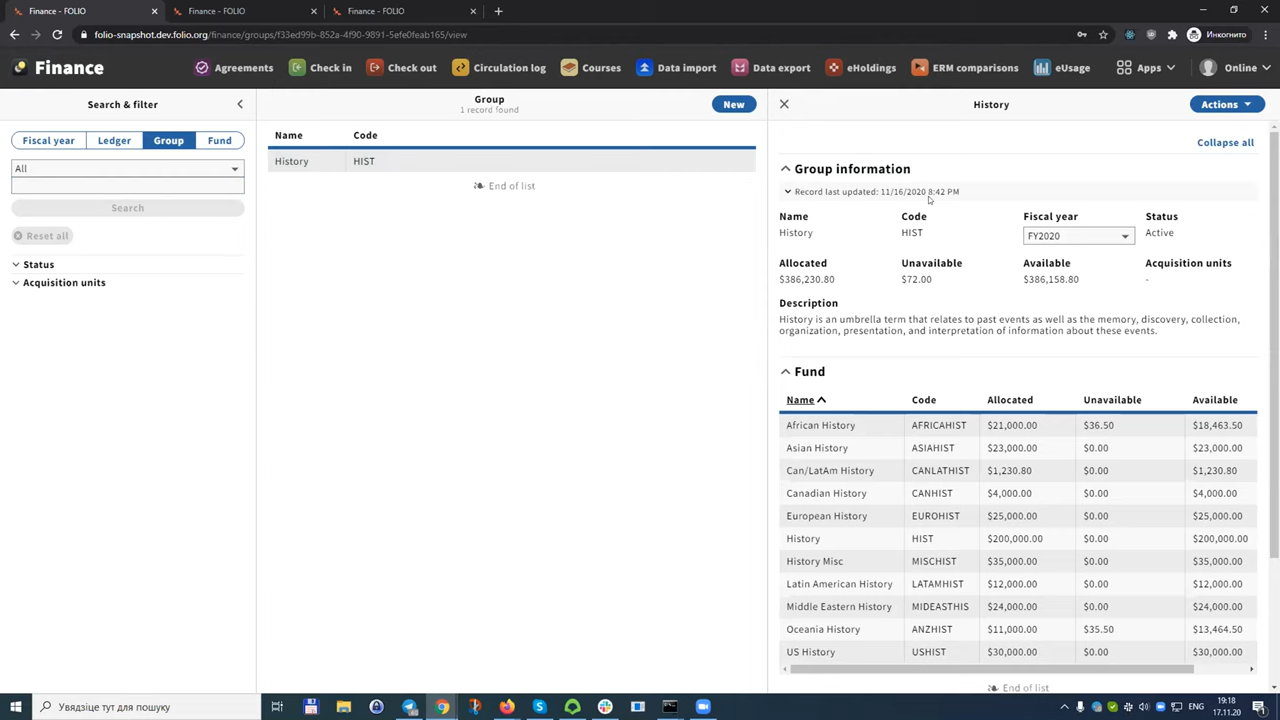 Finance - FOLIO
Finance - FOLIO
Finance - FOLIO
folio-snapshot.dev.folio.org/finance/groups/f33ed99b-852a-4f90-9891-5efe0feab165/view
Инкогнито
Finance
Agreements
Check in
Check out
Circulation log
Courses
Data import
Data export
eHoldings
ERM comparisons
eUsage
Apps
Online
Search & filter
Group
1 record found
New
History
Actions
Fiscal year Ledger Group Fund
All
Search
Reset all
Status
Acquisition units
Name Code
History HIST
End of list
Collapse all
Group information
Record last updated: 11/16/2020 8:42 PM
Name Code Fiscal year Status
History HIST FY2020 Active
Allocated Unavailable Available Acquisition units
$386,230.80 $72.00 $386,158.80 -
Description
History is an umbrella term that relates to past events as well as the memory, discovery, collection,
organization, presentation, and interpretation of information about these events.
Fund
Name Code Allocated Unavailable Available
African History AFRICAHIST $21,000.00 $36.50 $18,463.50
Asian History ASIAHIST $23,000.00 $0.00 $23,000.00
Can/LatAm History CANLATHIST $1,230.80 $0.00 $1,230.80
Canadian History CANHIST $4,000.00 $0.00 $4,000.00
European History EUROHIST $25,000.00 $0.00 $25,000.00
History HIST $200,000.00 $0.00 $200,000.00
History Misc MISCHIST $35,000.00 $0.00 $35,000.00
Latin American History LATAMHIST $12,000.00 $0.00 $12,000.00
Middle Eastern History MIDEASTHIS $24,000.00 $0.00 $24,000.00
Oceania History ANZHIST $11,000.00 $35.50 $13,464.50
US History USHIST $30,000.00 $0.00 $30,000.00
End of list
Увядзіце тут для пошуку
ENG
19:18
17.11.20